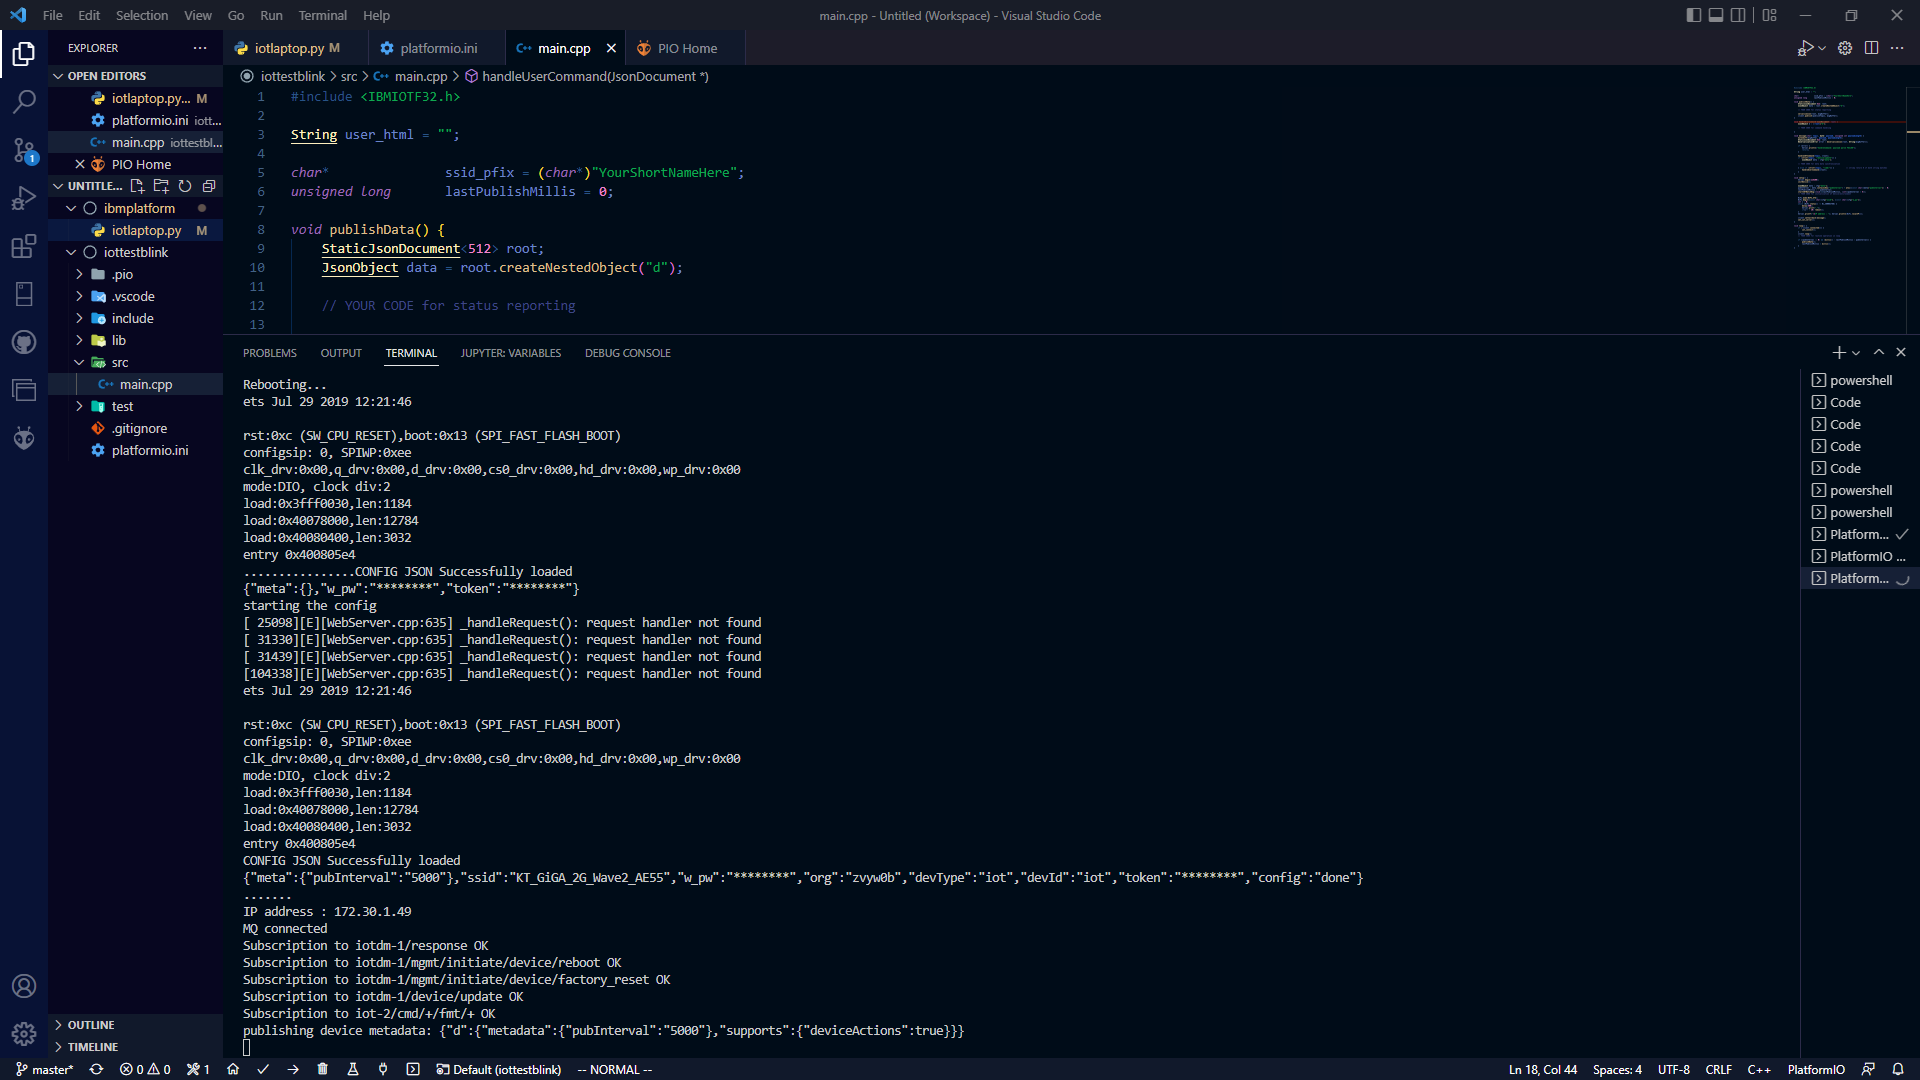 File Edit Selection View Go Run Terminal Help
main.cpp - Untitled (Workspace) - Visual Studio Code
EXPLORER
iotlaptop.py M platformio.ini main.cpp PIO Home
OPEN EDITORS
iotlaptop.py... M
platformio.ini iott...
main.cpp iottestbl...
PIO Home
UNTITLE...
ibmplatform
iotlaptop.py M
iottestblink
.pio
.vscode
include
lib
src
main.cpp
test
.gitignore
platformio.ini
OUTLINE
TIMELINE
1
iottestblink > src > main.cpp > handleUserCommand(JsonDocument *)
1 #include <IBMIOTF32.h>
2
3 String user_html = "";
4
5 char* ssid_pfix = (char*)"YourShortNameHere";
6 unsigned long lastPublishMillis = 0;
7
8 void publishData() {
9 StaticJsonDocument<512> root;
10 JsonObject data = root.createNestedObject("d");
11
12 // YOUR CODE for status reporting
13
PROBLEMS OUTPUT TERMINAL JUPYTER: VARIABLES DEBUG CONSOLE
Rebooting...
ets Jul 29 2019 12:21:46
rst:0xc (SW_CPU_RESET),boot:0x13 (SPI_FAST_FLASH_BOOT)
configsip: 0, SPIWP:0xee
clk_drv:0x00,q_drv:0x00,d_drv:0x00,cs0_drv:0x00,hd_drv:0x00,wp_drv:0x00
mode:DIO, clock div:2
load:0x3fff0030,len:1184
load:0x40078000,len:12784
load:0x40080400,len:3032
entry 0x400805e4
................CONFIG JSON Successfully loaded
{"meta":{},"w_pw":"********","token":"********"}
starting the config
[ 25098][E][WebServer.cpp:635] _handleRequest(): request handler not found
[ 31330][E][WebServer.cpp:635] _handleRequest(): request handler not found
[ 31439][E][WebServer.cpp:635] _handleRequest(): request handler not found
[104338][E][WebServer.cpp:635] _handleRequest(): request handler not found
ets Jul 29 2019 12:21:46
rst:0xc (SW_CPU_RESET),boot:0x13 (SPI_FAST_FLASH_BOOT)
configsip: 0, SPIWP:0xee
clk_drv:0x00,q_drv:0x00,d_drv:0x00,cs0_drv:0x00,hd_drv:0x00,wp_drv:0x00
mode:DIO, clock div:2
load:0x3fff0030,len:1184
load:0x40078000,len:12784
load:0x40080400,len:3032
entry 0x400805e4
CONFIG JSON Successfully loaded
{"meta":{"pubInterval":"5000"},"ssid":"KT_GiGA_2G_Wave2_AE55","w_pw":"********","org":"zvyw0b","devType":"iot","devId":"iot","token":"********","config":"done"}
.......
IP address : 172.30.1.49
MQ connected
Subscription to iotdm-1/response OK
Subscription to iotdm-1/mgmt/initiate/device/reboot OK
Subscription to iotdm-1/mgmt/initiate/device/factory_reset OK
Subscription to iotdm-1/device/update OK
Subscription to iot-2/cmd/+/fmt/+ OK
publishing device metadata: {"d":{"metadata":{"pubInterval":"5000"},"supports":{"deviceActions":true}}}
powershell
Code
Code
Code
Code
powershell
powershell
Platform...
PlatformIO ...
Platform...
master* 0 0 1 Default (iottestblink) -- NORMAL -- Ln 18, Col 44 Spaces: 4 UTF-8 CRLF C++ PlatformIO